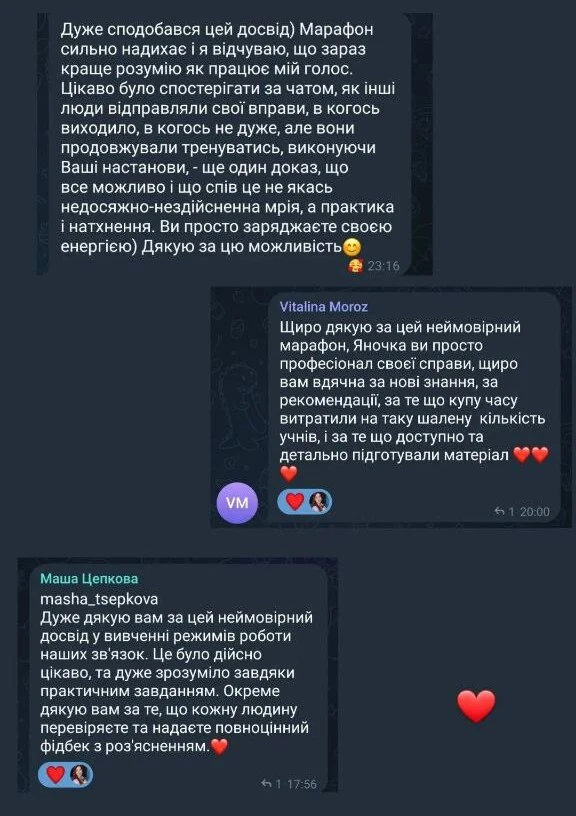 Дуже сподобався цей досвід) Марафон
сильно надихає і я відчуваю, що зараз
краще розумію як працює мій голос.
Цікаво було спостерігати за чатом, як інші
люди відправляли свої вправи, в когось
виходило, в когось не дуже, але вони
продовжували тренуватись, виконуючи
Ваші настанови, - ще один доказ, що
все можливо і що спів це не якась
недосяжно-нездійсненна мрія, а практика
і натхнення. Ви просто заряджаєте своєю
енергією) Дякую за цю можливість😊
🥰 23:16
Vitalina Moroz
Щиро дякую за цей неймовірний
марафон, Яночка ви просто
професіонал своєї справи, щиро
вам вдячна за нові знання, за
рекомендації, за те що купу часу
витратили на таку шалену кількість
учнів, і за те що доступно та
детально підготували матеріал ❤️❤️
❤️
VM
1 20:00
Маша Цепкова
masha_tsepkova
Дуже дякую вам за цей неймовірний
досвід у вивченні режимів роботи
наших зв'язок. Це було дійсно
цікаво, та дуже зрозуміло завдяки
практичним завданням. Окреме
дякую вам за те, що кожну людину
перевіряєте та надаєте повноцінний
фідбек з роз'ясненням.❤️
1 17:56